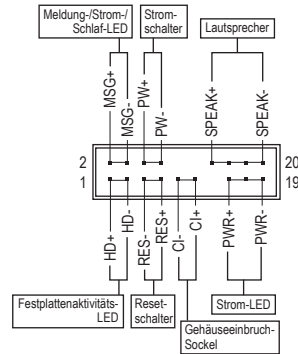 Meldung-/Strom-/
Schlaf-LED
Strom-
schalter
Lautsprecher
MSG+
MSG-
PW+
PW-
SPEAK+
SPEAK-
2
20
1
19
HD+
HD-
RES-
RES+
CI-
CI+
PWR+
PWR-
Festplattenaktivitäts-
LED
Reset-
schalter
Strom-LED
Gehäuseeinbruch-
Sockel